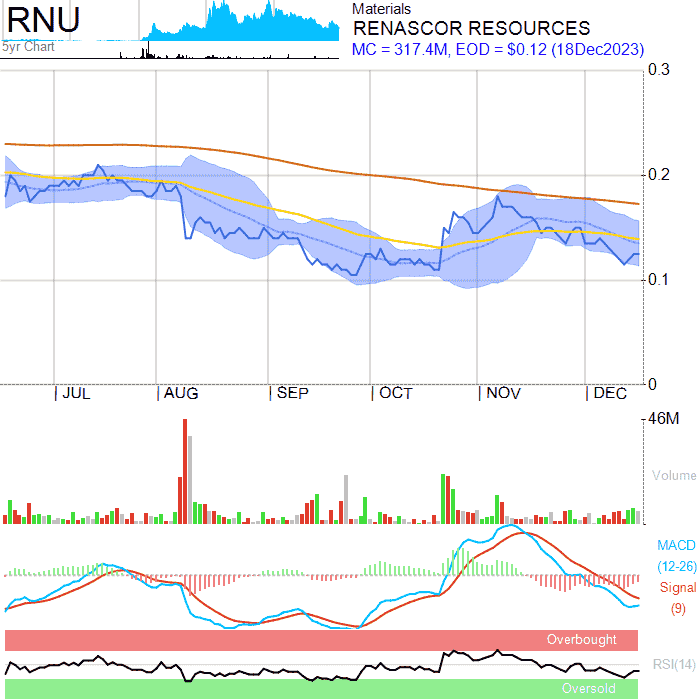 RNU
5yr Chart
Materials
RENASCOR RESOURCES
MC = 317.4M, EOD = $0.12 (18Dec2023)
0.3
0.2
0.1
0
JUL AUG SEP OCT NOV DEC
46M
Volume
MACD
(12-26)
Signal
(9)
Overbought
RSI(14)
Oversold